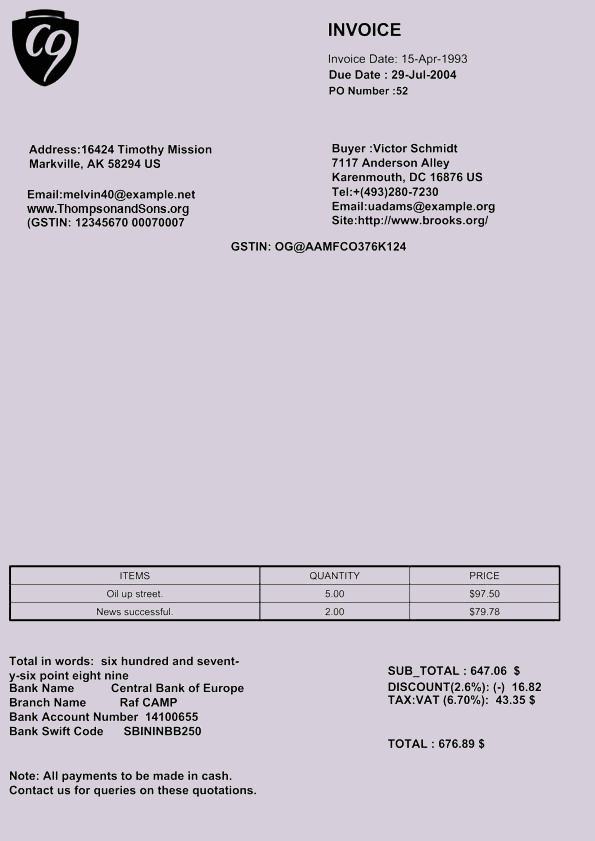 C9
INVOICE
Invoice Date: 15-Apr-1993
Due Date : 29-Jul-2004
PO Number :52
Address:16424 Timothy Mission
Markville, AK 58294 US
Email:melvin40@example.net
www.ThompsonandSons.org
(GSTIN: 12345670 00070007
Buyer :Victor Schmidt
7117 Anderson Alley
Karenmouth, DC 16876 US
Tel:+(493)280-7230
Email:uadams@example.org
Site:http://www.brooks.org/
GSTIN: OG@AAMFCO376K124
ITEMS QUANTITY PRICE
Oil up street. 5.00 $97.50
News successful. 2.00 $79.78
Total in words: six hundred and sevent-
y-six point eight nine
Bank Name Central Bank of Europe
Branch Name Raf CAMP
Bank Account Number 14100655
Bank Swift Code SBININBB250
SUB_TOTAL : 647.06 $
DISCOUNT(2.6%): (-) 16.82
TAX:VAT (6.70%): 43.35 $
TOTAL : 676.89 $
Note: All payments to be made in cash.
Contact us for queries on these quotations.